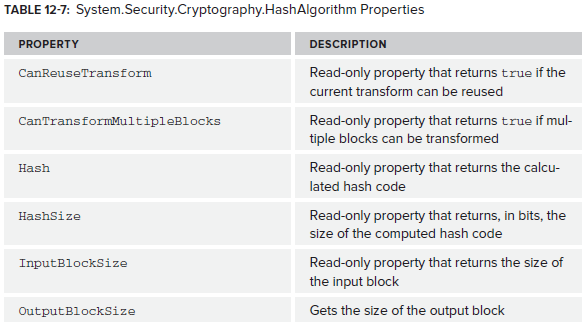 TABLE 12-7: System.Security.Cryptography.HashAlgorithm Properties
PROPERTY DESCRIPTION
CanReuseTransform Read-only property that returns true if the
current transform can be reused
CanTransformMultipleBlocks Read-only property that returns true if mul-
tiple blocks can be transformed
Hash Read-only property that returns the calcu-
lated hash code
HashSize Read-only property that returns, in bits, the
size of the computed hash code
InputBlockSize Read-only property that returns the size of
the input block
OutputBlockSize Gets the size of the output block